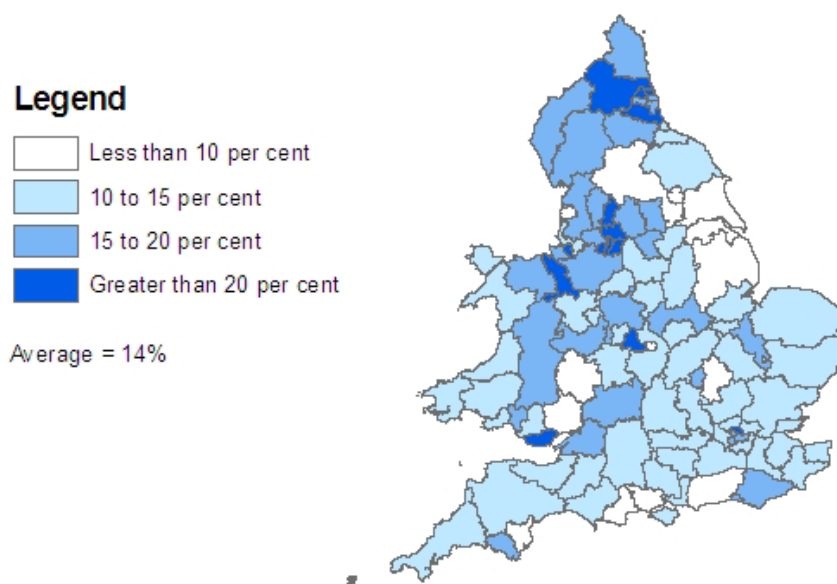 Legend
Less than 10 per cent
10 to 15 per cent
15 to 20 per cent
Greater than 20 per cent
Average = 14%